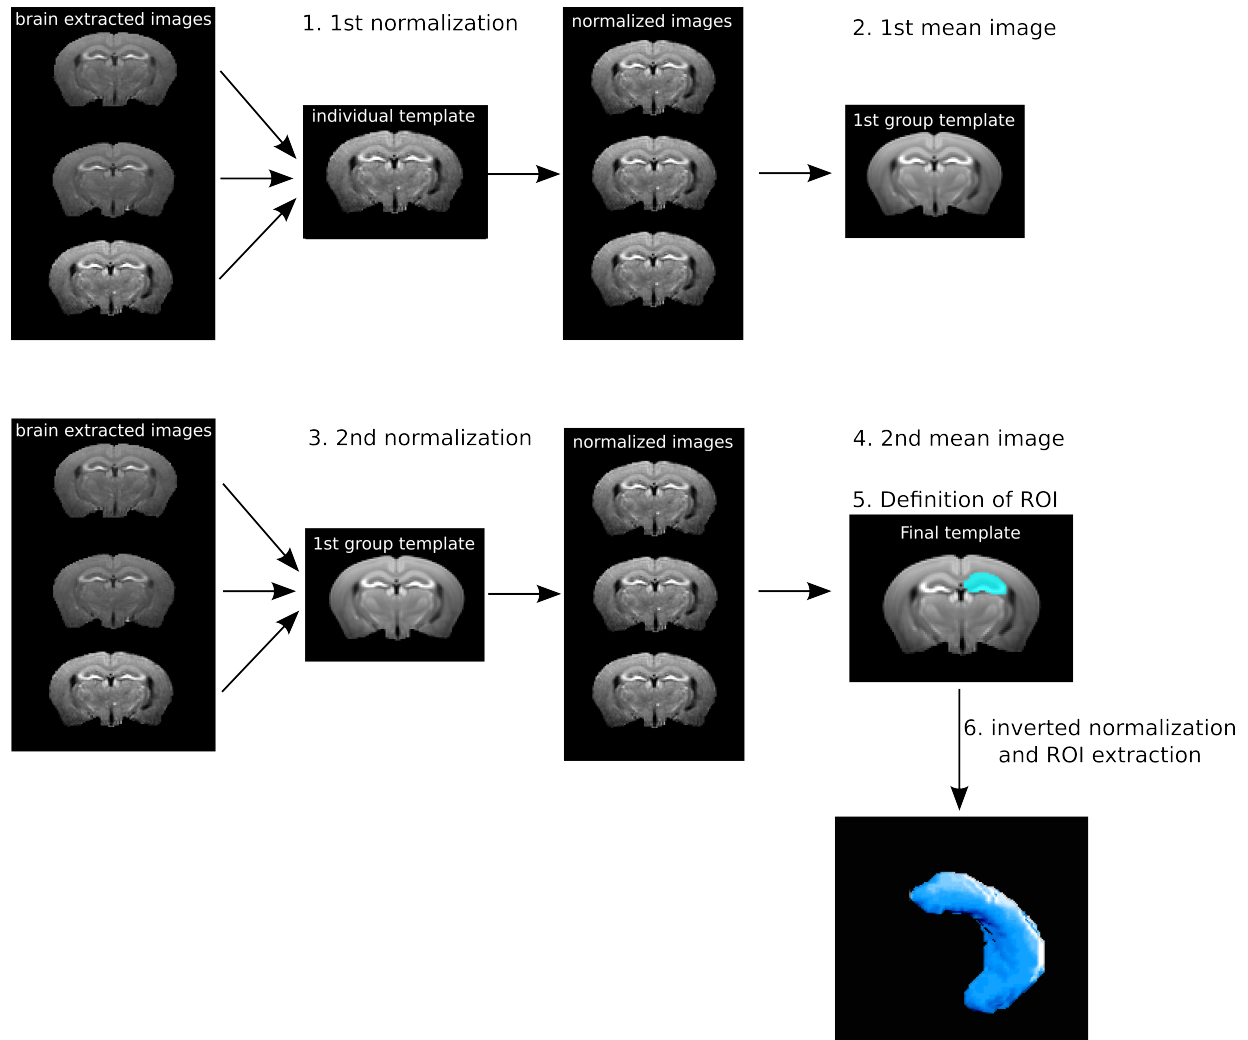 brain extracted images
1. 1st normalization
normalized images
2. 1st mean image
individual template
1st group template
brain extracted images
3. 2nd normalization
normalized images
4. 2nd mean image
5. Definition of ROI
1st group template
Final template
6. inverted normalization
and ROI extraction